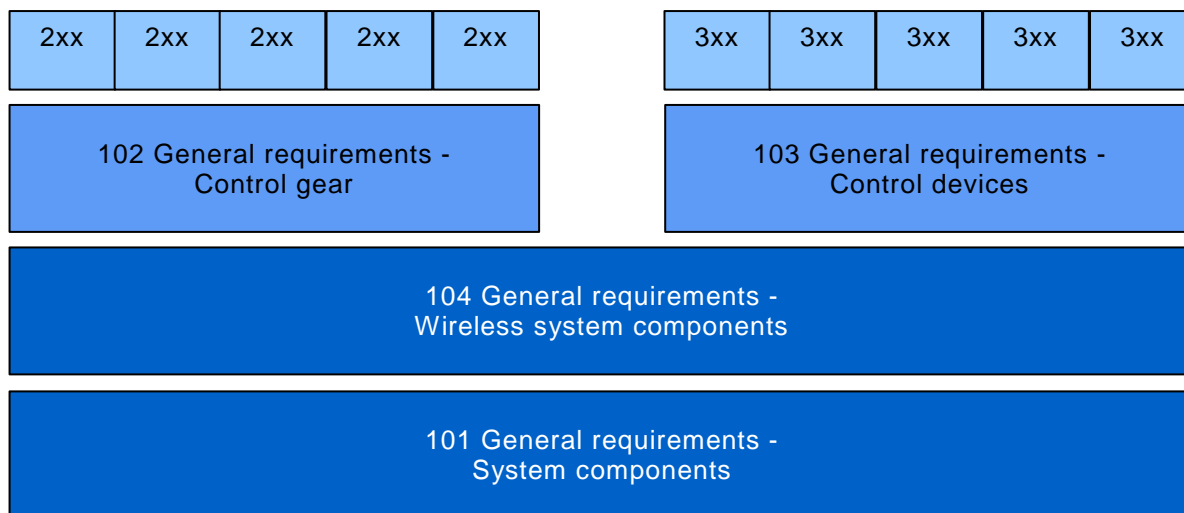 2xx 2xx 2xx 2xx 2xx 3xx 3xx 3xx 3xx 3xx
102 General requirements -
Control gear
103 General requirements -
Control devices
104 General requirements -
Wireless system components
101 General requirements -
System components